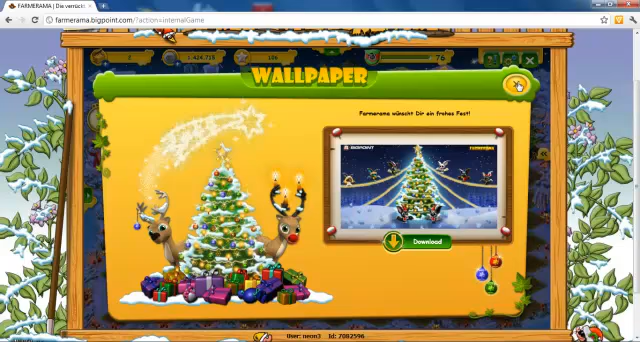 FARMERAMA | Die verrückt
farmerama.bigpoint.com/?action=internalGame
1.424.715
76
WALLPAPER
Farmerama wünscht Dir ein frohes Fest!
BIGPOINT
FARMERAMA
Download
User: neon3 Id: 7082596